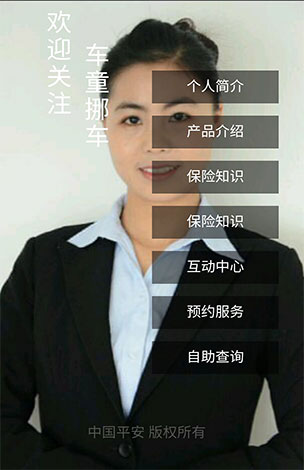 欢迎关注
车童挪车
个人简介
产品介绍
保险知识
保险知识
互动中心
预约服务
自助查询
中国平安 版权所有